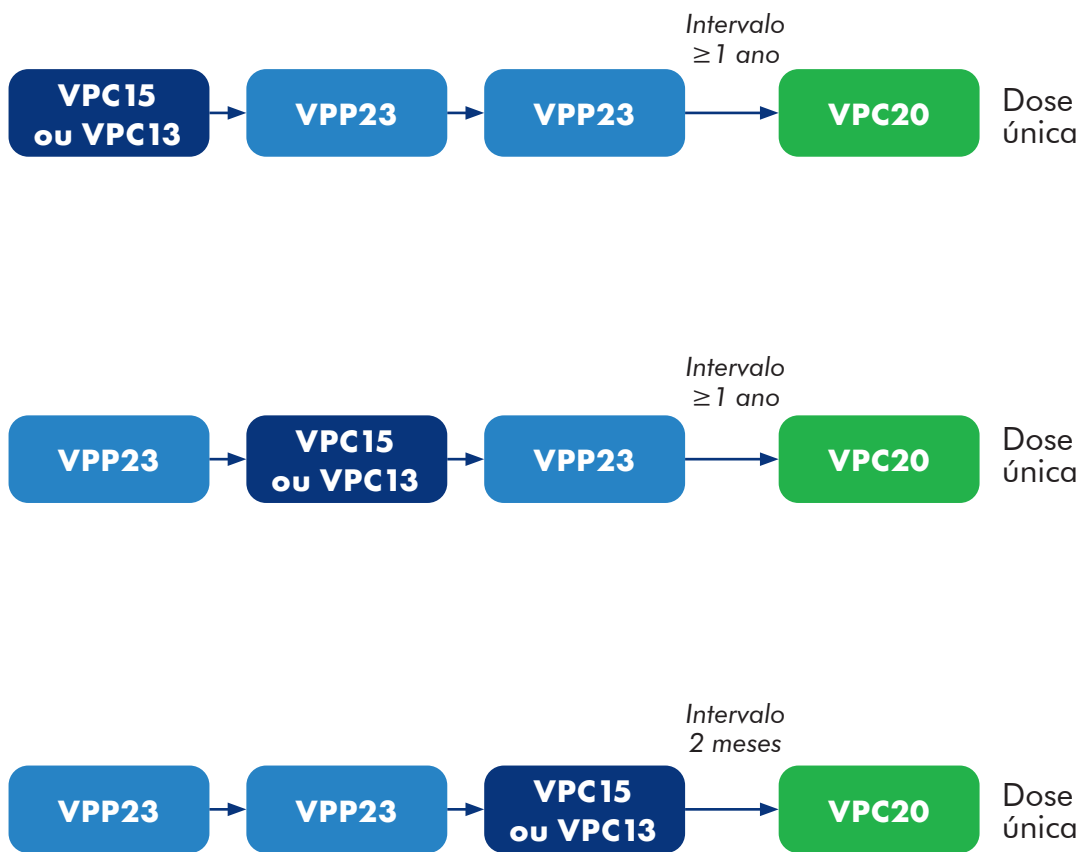 Intervalo
≥1 ano
VPC15
ou VPC13
VPP23
VPP23
VPC20
Dose
única
Intervalo
≥1 ano
VPP23
VPC15
ou VPC13
VPP23
VPC20
Dose
única
Intervalo
2 meses
VPP23
VPP23
VPC15
ou VPC13
VPC20
Dose
única